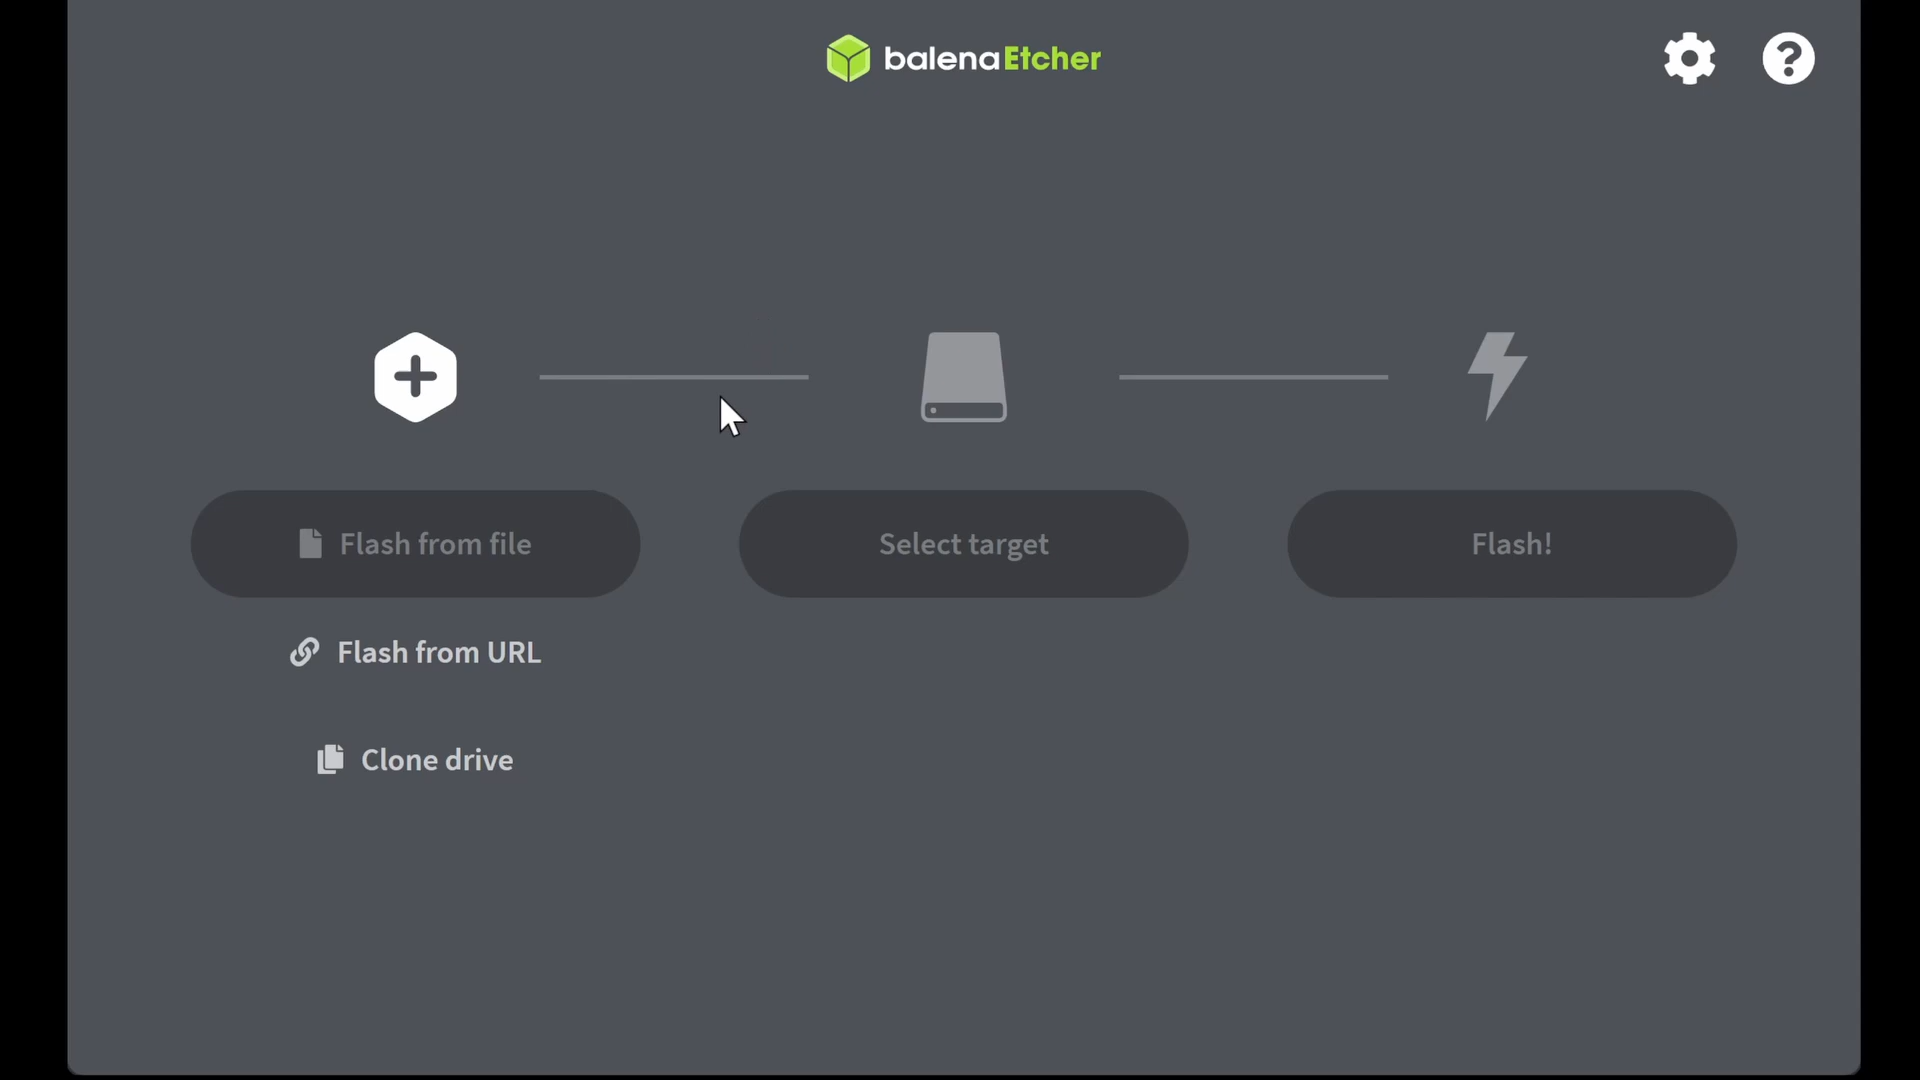 balenaEtcher
Flash from file
Select target
Flash!
Flash from URL
Clone drive